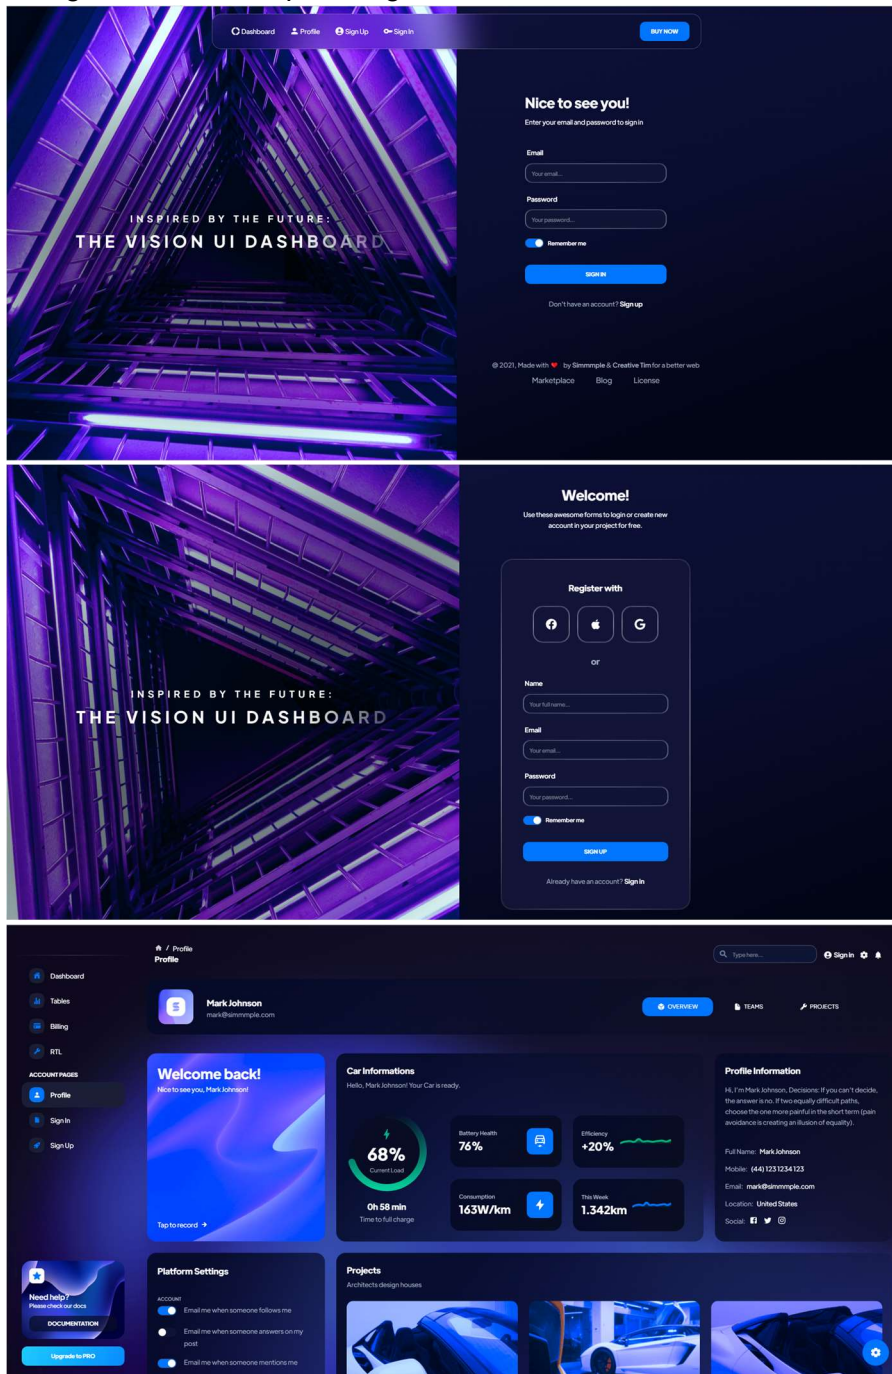 Dashboard Profile Sign Up Sign In BUY NOW
INSPIRED BY THE FUTURE:
THE VISION UI DASHBOARD
Nice to see you!
Enter your email and password to sign in
Email
Your email...
Password
Your password...
Remember me
SIGN IN
Don't have an account? Sign up
@ 2021, Made with ❤ by Simmmple & Creative Tim for a better web
Marketplace Blog License
INSPIRED BY THE FUTURE:
THE VISION UI DASHBOARD
Welcome!
Use these awesome forms to login or create new
account in your project for free.
Register with
or
Name
Your full name...
Email
Your email...
Password
Your password...
Remember me
SIGN UP
Already have an account? Sign in
Dashboard
Tables
Billing
RTL
ACCOUNT PAGES
Profile
Sign In
Sign Up
Need help?
Please check our docs
DOCUMENTATION
Upgrade to PRO
/ Profile
Profile
Type here...
Sign in
Mark Johnson
mark@simmmple.com
OVERVIEW TEAMS PROJECTS
Welcome back!
Nice to see you, Mark Johnson!
Tap to record →
Car Informations
Hello, Mark Johnson! Your Car is ready.
68%
Current Load
0h 58 min
Time to full charge
Battery Health
76%
Efficiency
+20%
Consumption
163W/km
This Week
1.342km
Profile Information
Hi, I'm Mark Johnson, Decisions: If you can't decide,
the answer is no. If two equally difficult paths,
choose the one more painful in the short term (pain
avoidance is creating an illusion of equality).
Full Name: Mark Johnson
Mobile: (44) 123 1234 123
Email: mark@simmmple.com
Location: United States
Social:
Platform Settings
ACCOUNT
Email me when someone follows me
Email me when someone answers on my
post
Email me when someone mentions me
Projects
Architects design houses